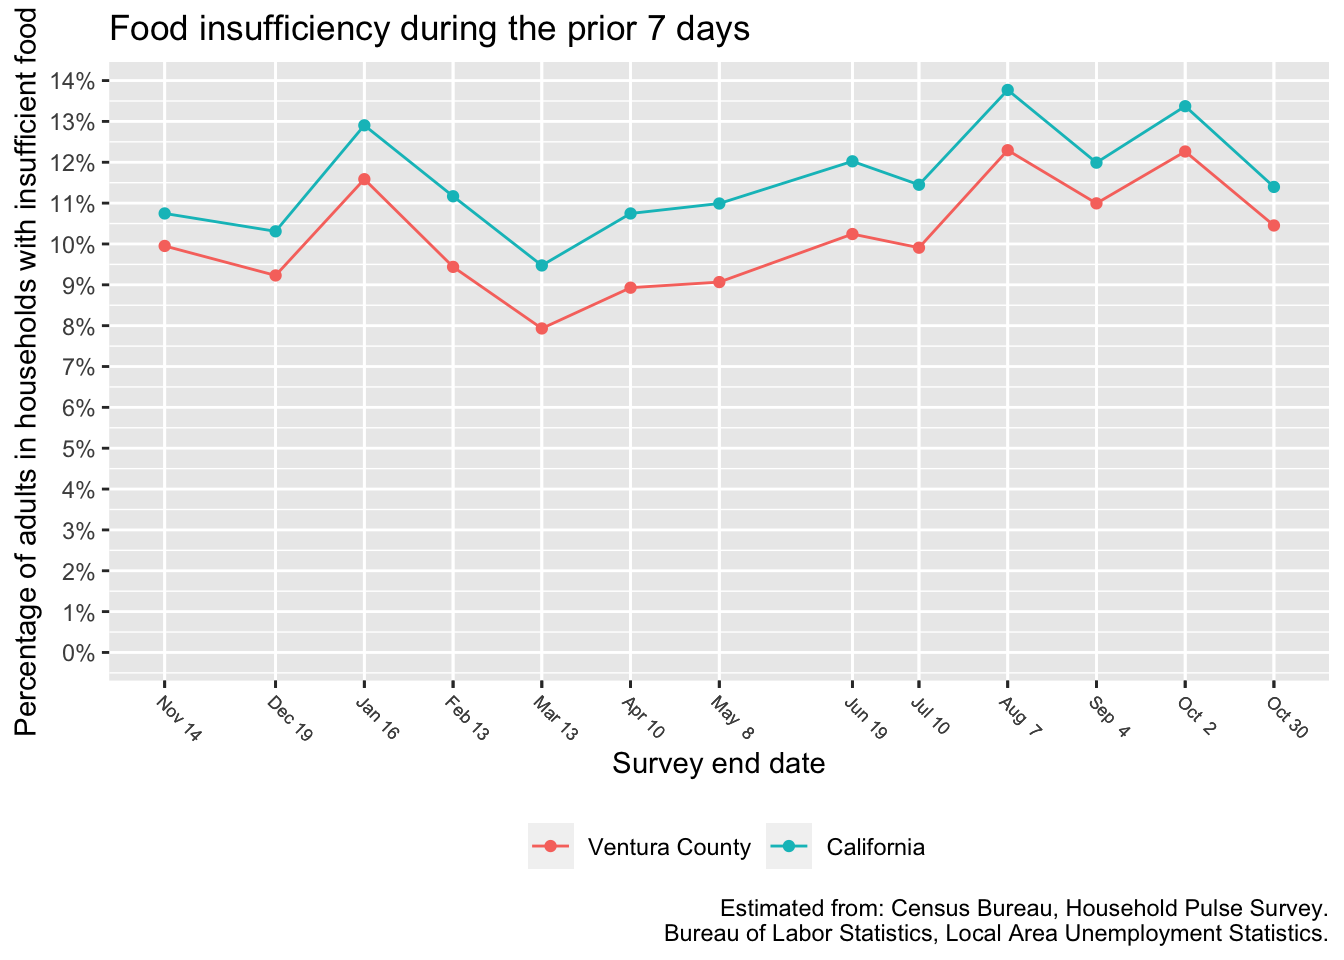 Food insufficiency during the prior 7 days
Percentage of adults in households with insufficient food
14%
13%
12%
11%
10%
9%
8%
7%
6%
5%
4%
3%
2%
1%
0%
Nov 14
Dec 19
Jan 16
Feb 13
Mar 13
Apr 10
May 8
Jun 19
Jul 10
Aug 7
Sep 4
Oct 2
Oct 30
Survey end date
Ventura County
California
Estimated from: Census Bureau, Household Pulse Survey.
Bureau of Labor Statistics, Local Area Unemployment Statistics.